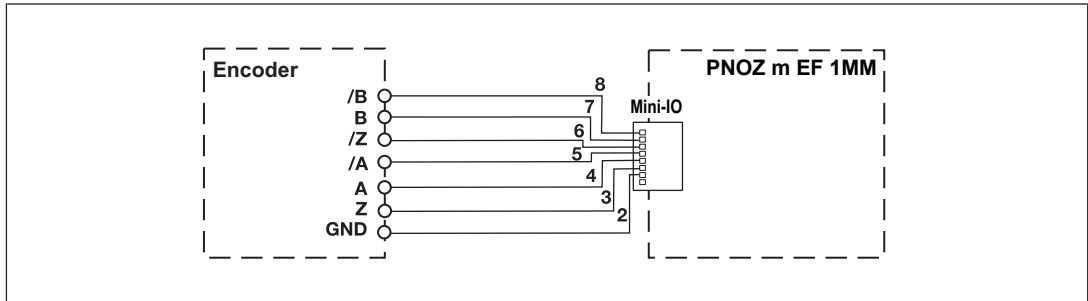 Encoder
PNOZ m EF 1MM
Mini-IO
/B
8
B
7
/Z
6
/A
5
A
4
Z
3
GND
2